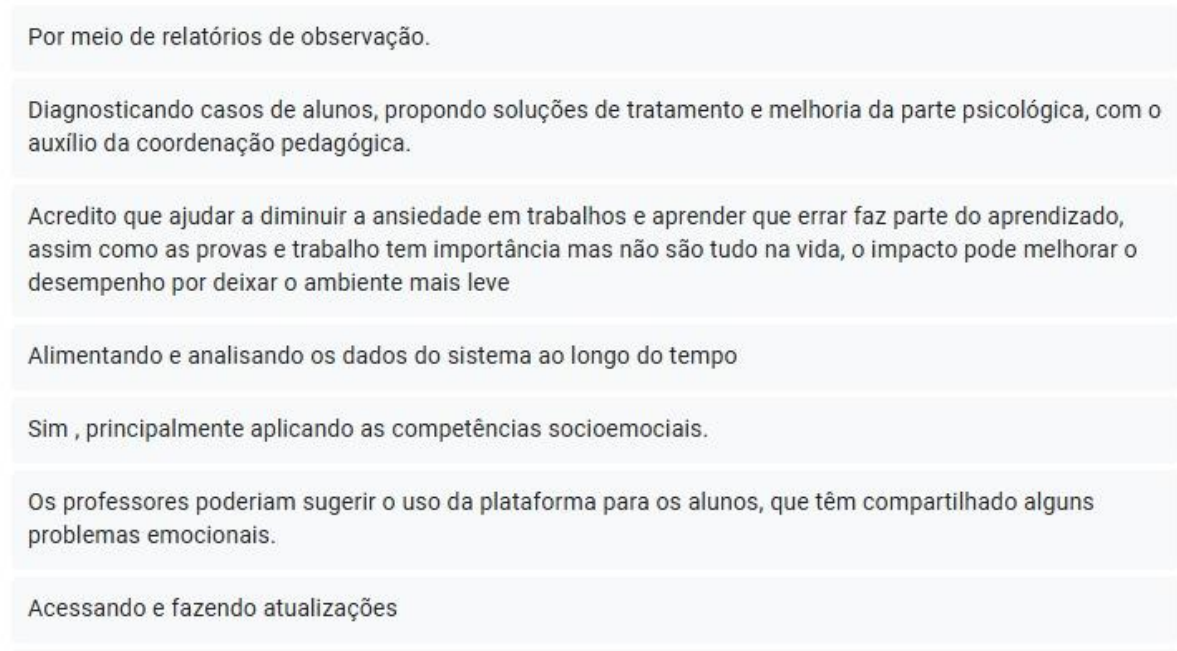 Por meio de relatórios de observação.
Diagnosticando casos de alunos, propondo soluções de tratamento e melhoria da parte psicológica, com o
auxílio da coordenação pedagógica.
Acredito que ajudar a diminuir a ansiedade em trabalhos e aprender que errar faz parte do aprendizado,
assim como as provas e trabalho tem importância mas não são tudo na vida, o impacto pode melhorar o
desempenho por deixar o ambiente mais leve
Alimentando e analisando os dados do sistema ao longo do tempo
Sim , principalmente aplicando as competências socioemociais.
Os professores poderiam sugerir o uso da plataforma para os alunos, que têm compartilhado alguns
problemas emocionais.
Acessando e fazendo atualizações